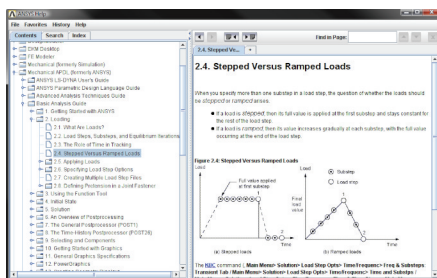 ANSYS Help
File Favorites History Help
Contents Search Index
Find in Page:
2.4. Stepped Ve...
DXM Desktop
FE Modeler
Mechanical (formerly Simulation)
Mechanical APDL (formerly ANSYS)
ANSYS LS-DYNA User's Guide
ANSYS Parametric Design Language Guide
Advanced Analysis Techniques Guide
Basic Analysis Guide
1. Getting Started with ANSYS
2. Loading
2.1. What Are Loads?
2.2. Load Steps, Substeps, and Equilibrium Iterations
2.3. The Role of Time in Tracking
2.4. Stepped Versus Ramped Loads
2.5. Applying Loads
2.6. Specifying Load Step Options
2.7. Creating Multiple Load Step Files
2.8. Defining Pretension in a Joint Fastener
3. Using the Function Tool
4. Initial State
5. Solution
6. An Overview of Postprocessing
7. The General Postprocessor (POST1)
8. The Time-History Postprocessor (POST26)
9. Selecting and Components
10. Getting Started with Graphics
11. General Graphics Specifications
12. PowerGraphics
2.4. Stepped Versus Ramped Loads
When you specify more than one substep in a load step, the question of whether the loads should
be stepped or ramped arises.
If a load is stepped, then its full value is applied at the first substep and stays constant for
the rest of the load step.
If a load is ramped, then its value increases gradually at each substep, with the full value
occurring at the end of the load step.
Figure 2.4: Stepped Versus Ramped Loads
Load
Full value applied
at first substep
1
2
Time
(a) Stepped loads
Load
Substep
Load step
Final
load
value
1
2
Time
(b) Ramped loads
The KBC command ( Main Menu> Solution> Load Step Opts> Time/Frequenc> Freq & Substeps
Transient Tab / Main Menu> Solution> Load Step Opts> Time/Frequenc> Time and Substps /